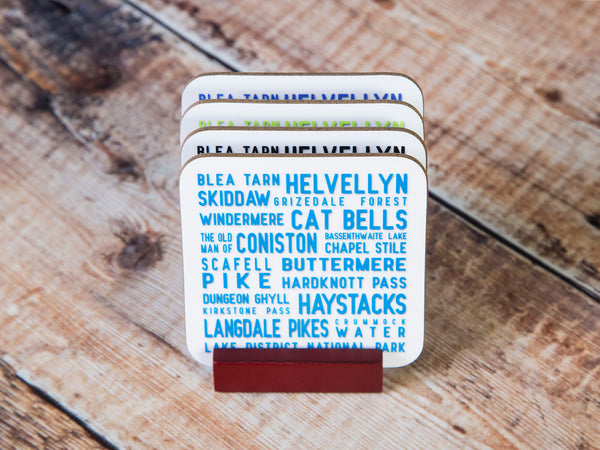 BLEA TARN HELVELLYN
BLEA TARN HELVELLYN
BLEA TARN HELVELLYN
BLEA TARN HELVELLYN
SKIDDAW GRIZEDALE FOREST
WINDERMERE CAT BELLS
THE OLD MAN OF CONISTON BASSENTHWAITE LAKE
CHAPEL STILE
SCAFELL PIKE BUTTERMERE
HARDKNOTT PASS
DUNGEON GHYLL HAYSTACKS
KIRKSTONE PASS
LANGDALE PIKES CRUMMOCK WATER
LAKE DISTRICT NATIONAL PARK